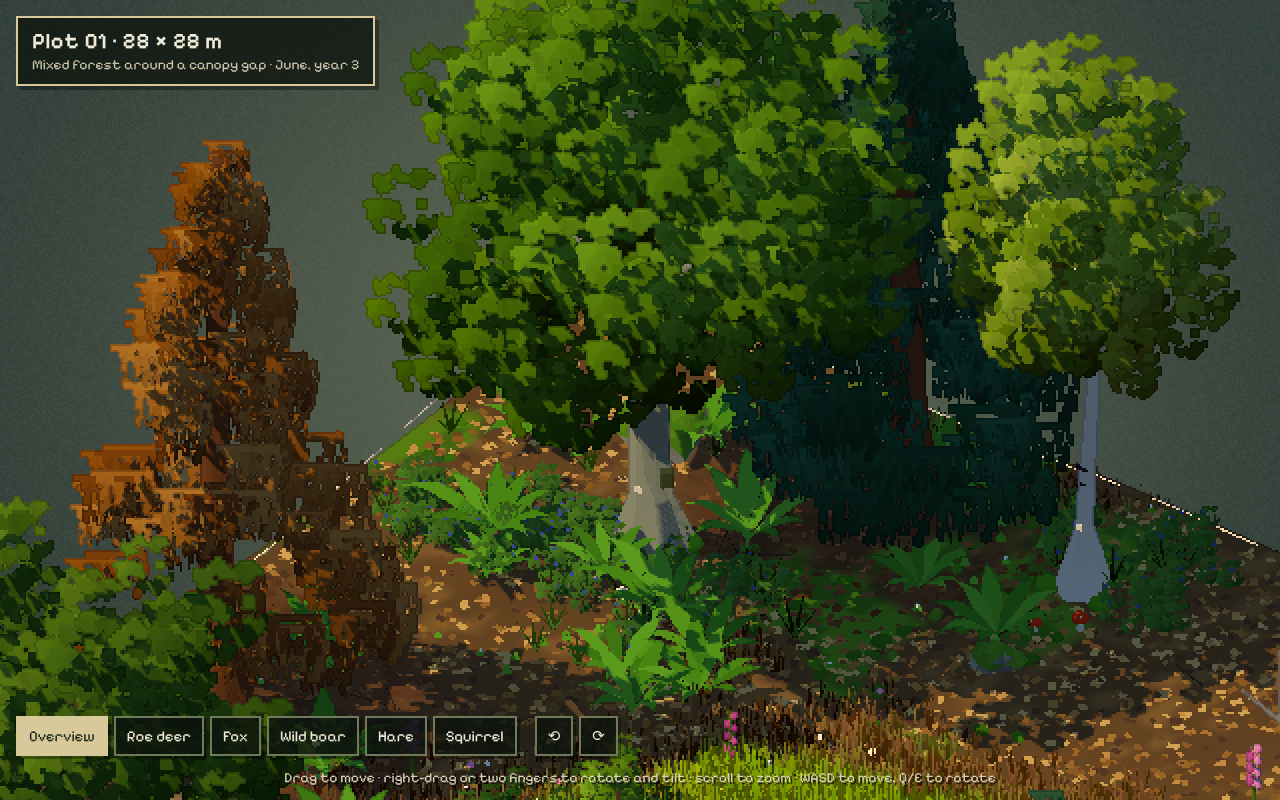 Plot 01 · 28 × 28 m
Mixed forest around a canopy gap · June, year 3
Overview
Roe deer
Fox
Wild boar
Hare
Squirrel
⟲
⟳
Drag to move · right-drag or two fingers to rotate and tilt · scroll to zoom · WASD to move, Q/E to rotate